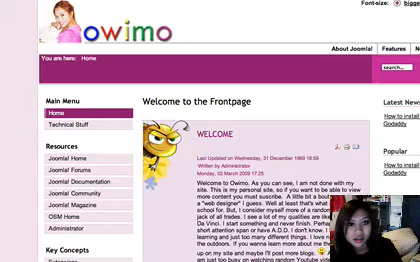 Font-size: bigge
owimo
About Joomla! Features Ne
You are here: Home
search...
Main Menu
Home
Technical Stuff
Resources
Joomla! Home
Joomla! Forums
Joomla! Documentation
Joomla! Community
Joomla! Magazine
OSM Home
Administrator
Key Concepts
Extensions
Welcome to the Frontpage
WELCOME
Last Updated on Wednesday, 31 December 1969 18:59
Written by Administrator
Monday, 02 March 2009 17:25
Welcome to Owimo. As you can see, I am not done with my
site. This is my personal site, so if you want to be able to view
more content you must suscribe. A little bit a
a "web designer" I guess. Well at least that's what
school for. But, I consider myself more of a
jack of all trades. I see a lot of my qualities are like
Da Vinci. I start something and never finish. Perha
short attention span or have A.D.D. I don't know. I
learning and just too many different things. I love n
the outdoors. If you wanna learn more about me th
up on my site and maybe I'll post more blogs. A
am just too busy on watching random Youtube vide
Latest News
How to install
Godaddy
Popular
How to install
Godaddy